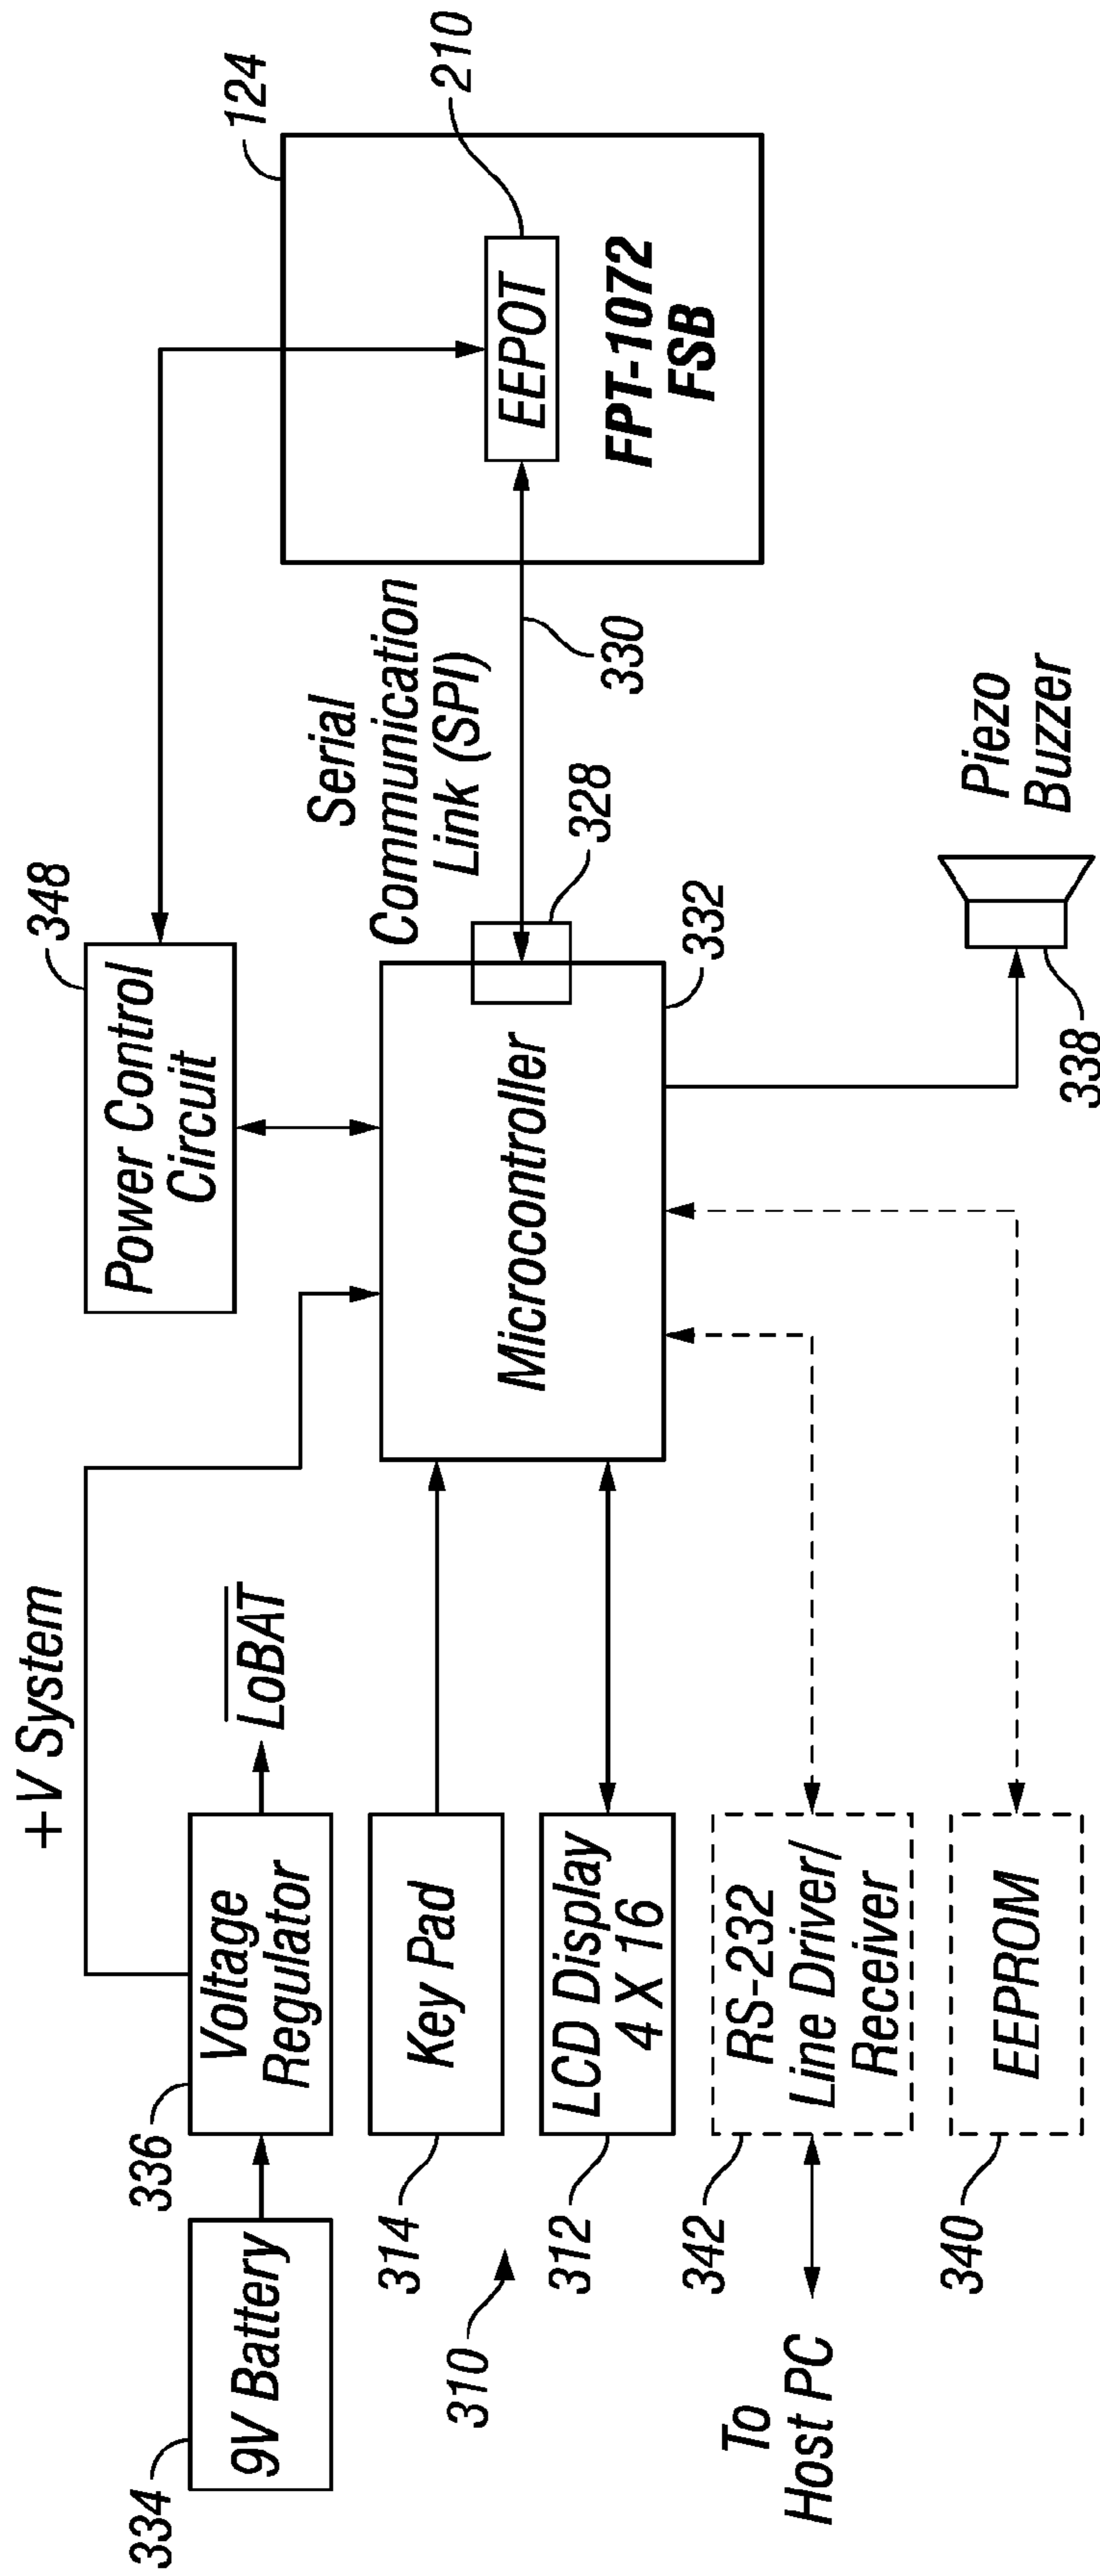 334
9V Battery
336
Voltage
Regulator
+V System
L̅o̅B̅A̅T̅
348
Power Control
Circuit
124
210
EEPOT
FPT-1072
FSB
314
Key Pad
310
312
LCD Display
4 X 16
Microcontroller
Serial
Communication
Link (SPI)
328
330
332
To
Host PC
342
RS-232
Line Driver/
Receiver
340
EEPROM
338
Piezo
Buzzer